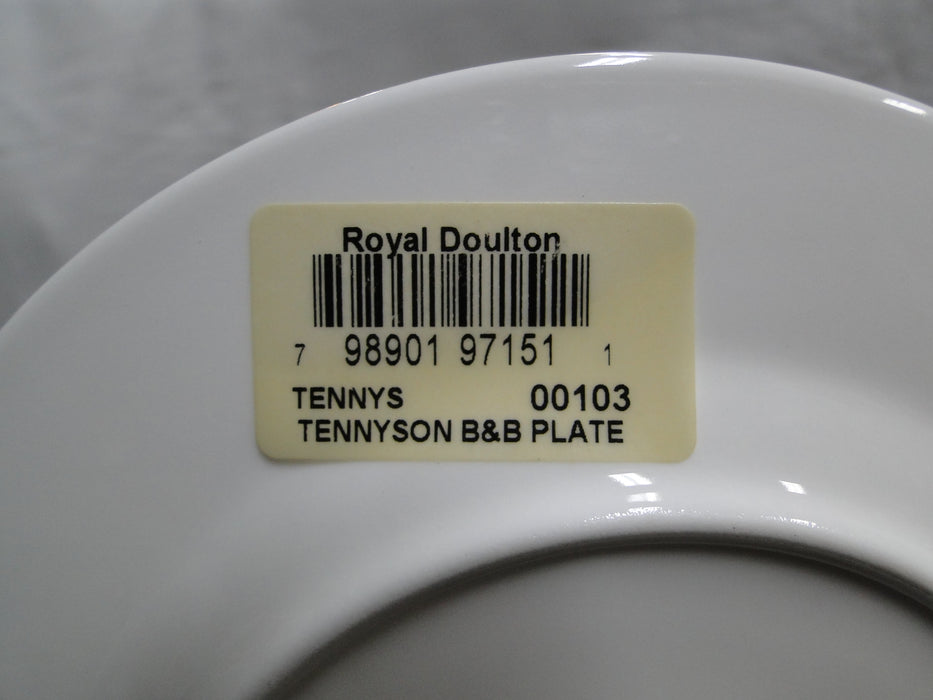 Royal Doulton
7 98901 97151 1
TENNYS 00103
TENNYSON B&B PLATE